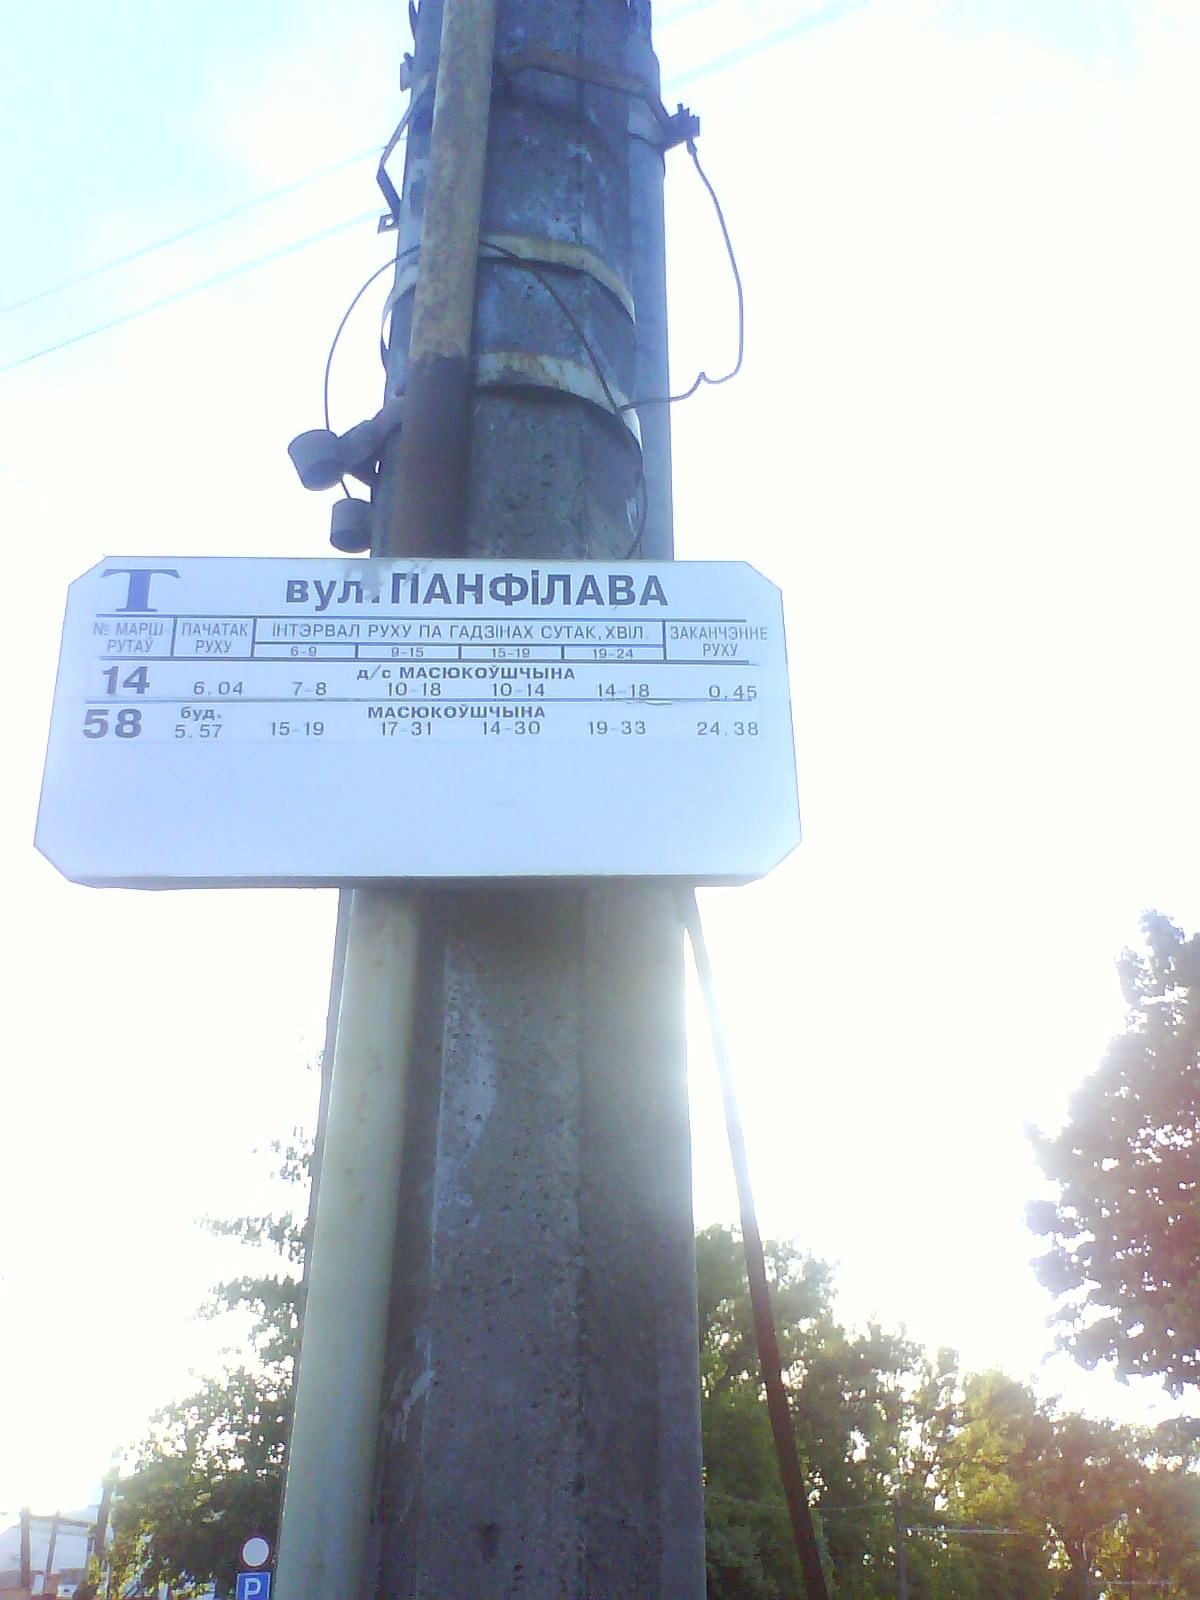 Т вул. ПАНФіЛАВА
№ МАРШ- РУТАЎ ПАЧАТАК РУХУ ІНТЭРВАЛ РУХУ ПА ГАДЗІНАХ СУТАК, ХВІЛ. ЗАКАНЧЭННЕ РУХУ
6-9 9-15 15-19 19-24
д/с МАСЮКОЎШЧЫНА
14 6.04 7-8 10-18 10-14 14-18 0.45
буд. МАСЮКОЎШЧЫНА
58 5.57 15-19 17-31 14-30 19-33 24.38
P